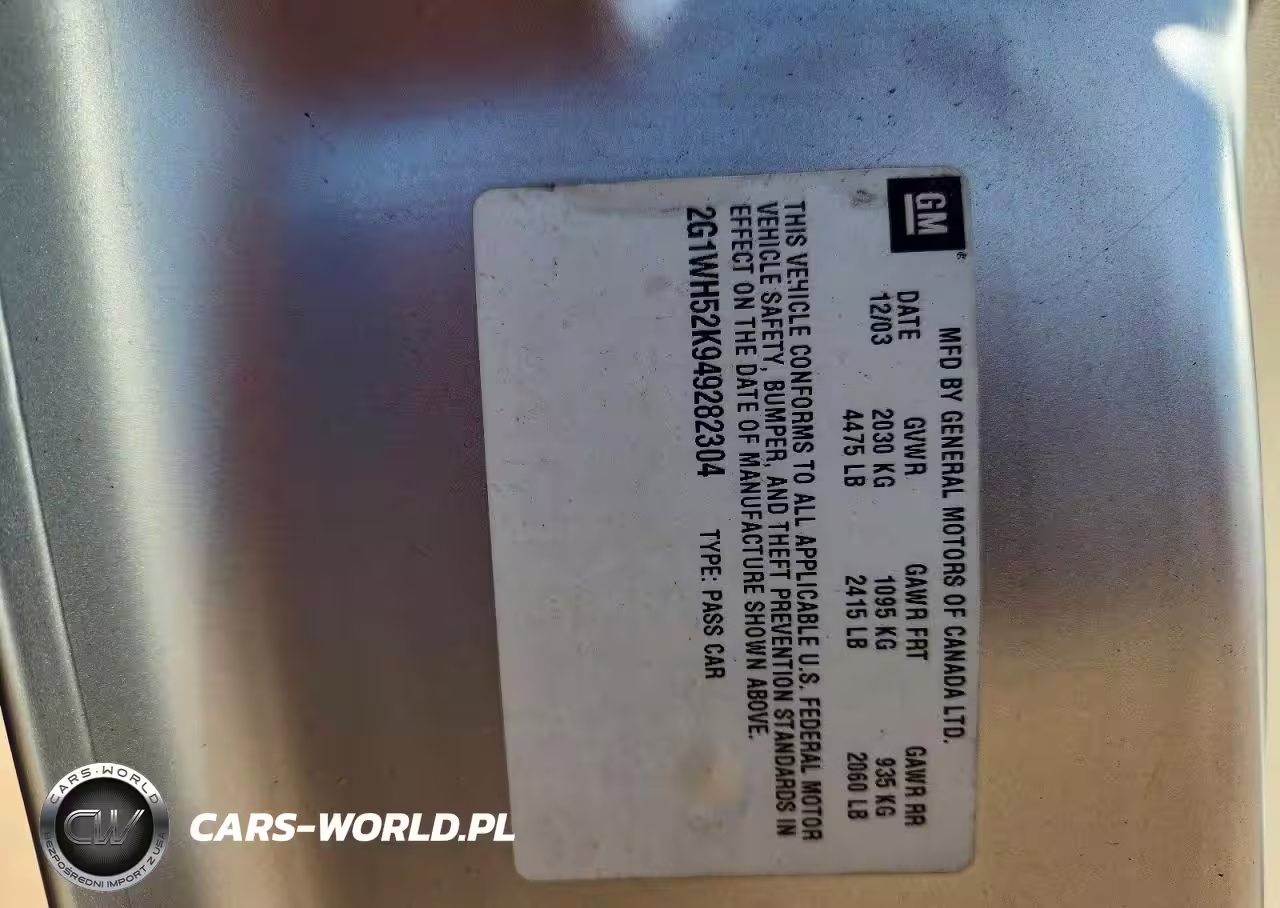 GM
MFD BY GENERAL MOTORS OF CANADA LTD.
DATE GVWR GAWR FRT GAWR RR
12/03 2030 KG 1095 KG 935 KG
4475 LB 2415 LB 2060 LB
THIS VEHICLE CONFORMS TO ALL APPLICABLE U.S. FEDERAL MOTOR
VEHICLE SAFETY, BUMPER, AND THEFT PREVENTION STANDARDS IN
EFFECT ON THE DATE OF MANUFACTURE SHOWN ABOVE.
2G1WH52K949282304 TYPE: PASS CAR
CARS-WORLD
CW
BEZPOŚREDNI IMPORT Z USA
CARS-WORLD.PL